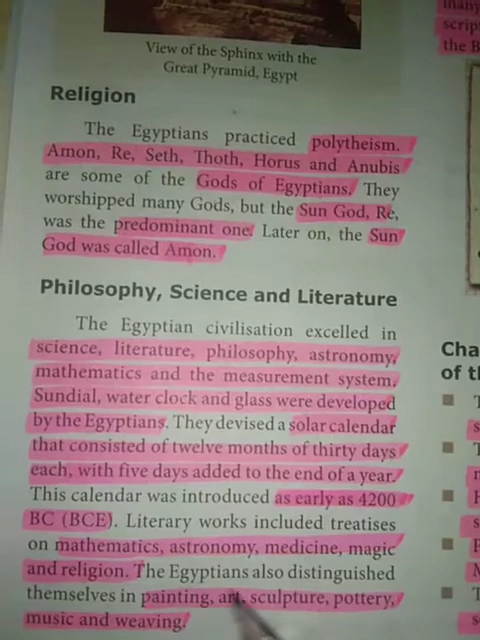 many
scrip
the B
View of the Sphinx with the
Great Pyramid, Egypt
Religion
The Egyptians practiced polytheism.
Amon, Re, Seth, Thoth, Horus and Anubis
are some of the Gods of Egyptians. They
worshipped many Gods, but the Sun God, Re,
was the predominant one. Later on, the Sun
God was called Amon.
Philosophy, Science and Literature
The Egyptian civilisation excelled in
science, literature, philosophy, astronomy,
mathematics and the measurement system.
Sundial, water clock and glass were developed
by the Egyptians. They devised a solar calendar
that consisted of twelve months of thirty days
each, with five days added to the end of a year.
This calendar was introduced as early as 4200
BC (BCE). Literary works included treatises
on mathematics, astronomy, medicine, magic
and religion. The Egyptians also distinguished
themselves in painting, art, sculpture, pottery,
music and weaving.
Cha
of th